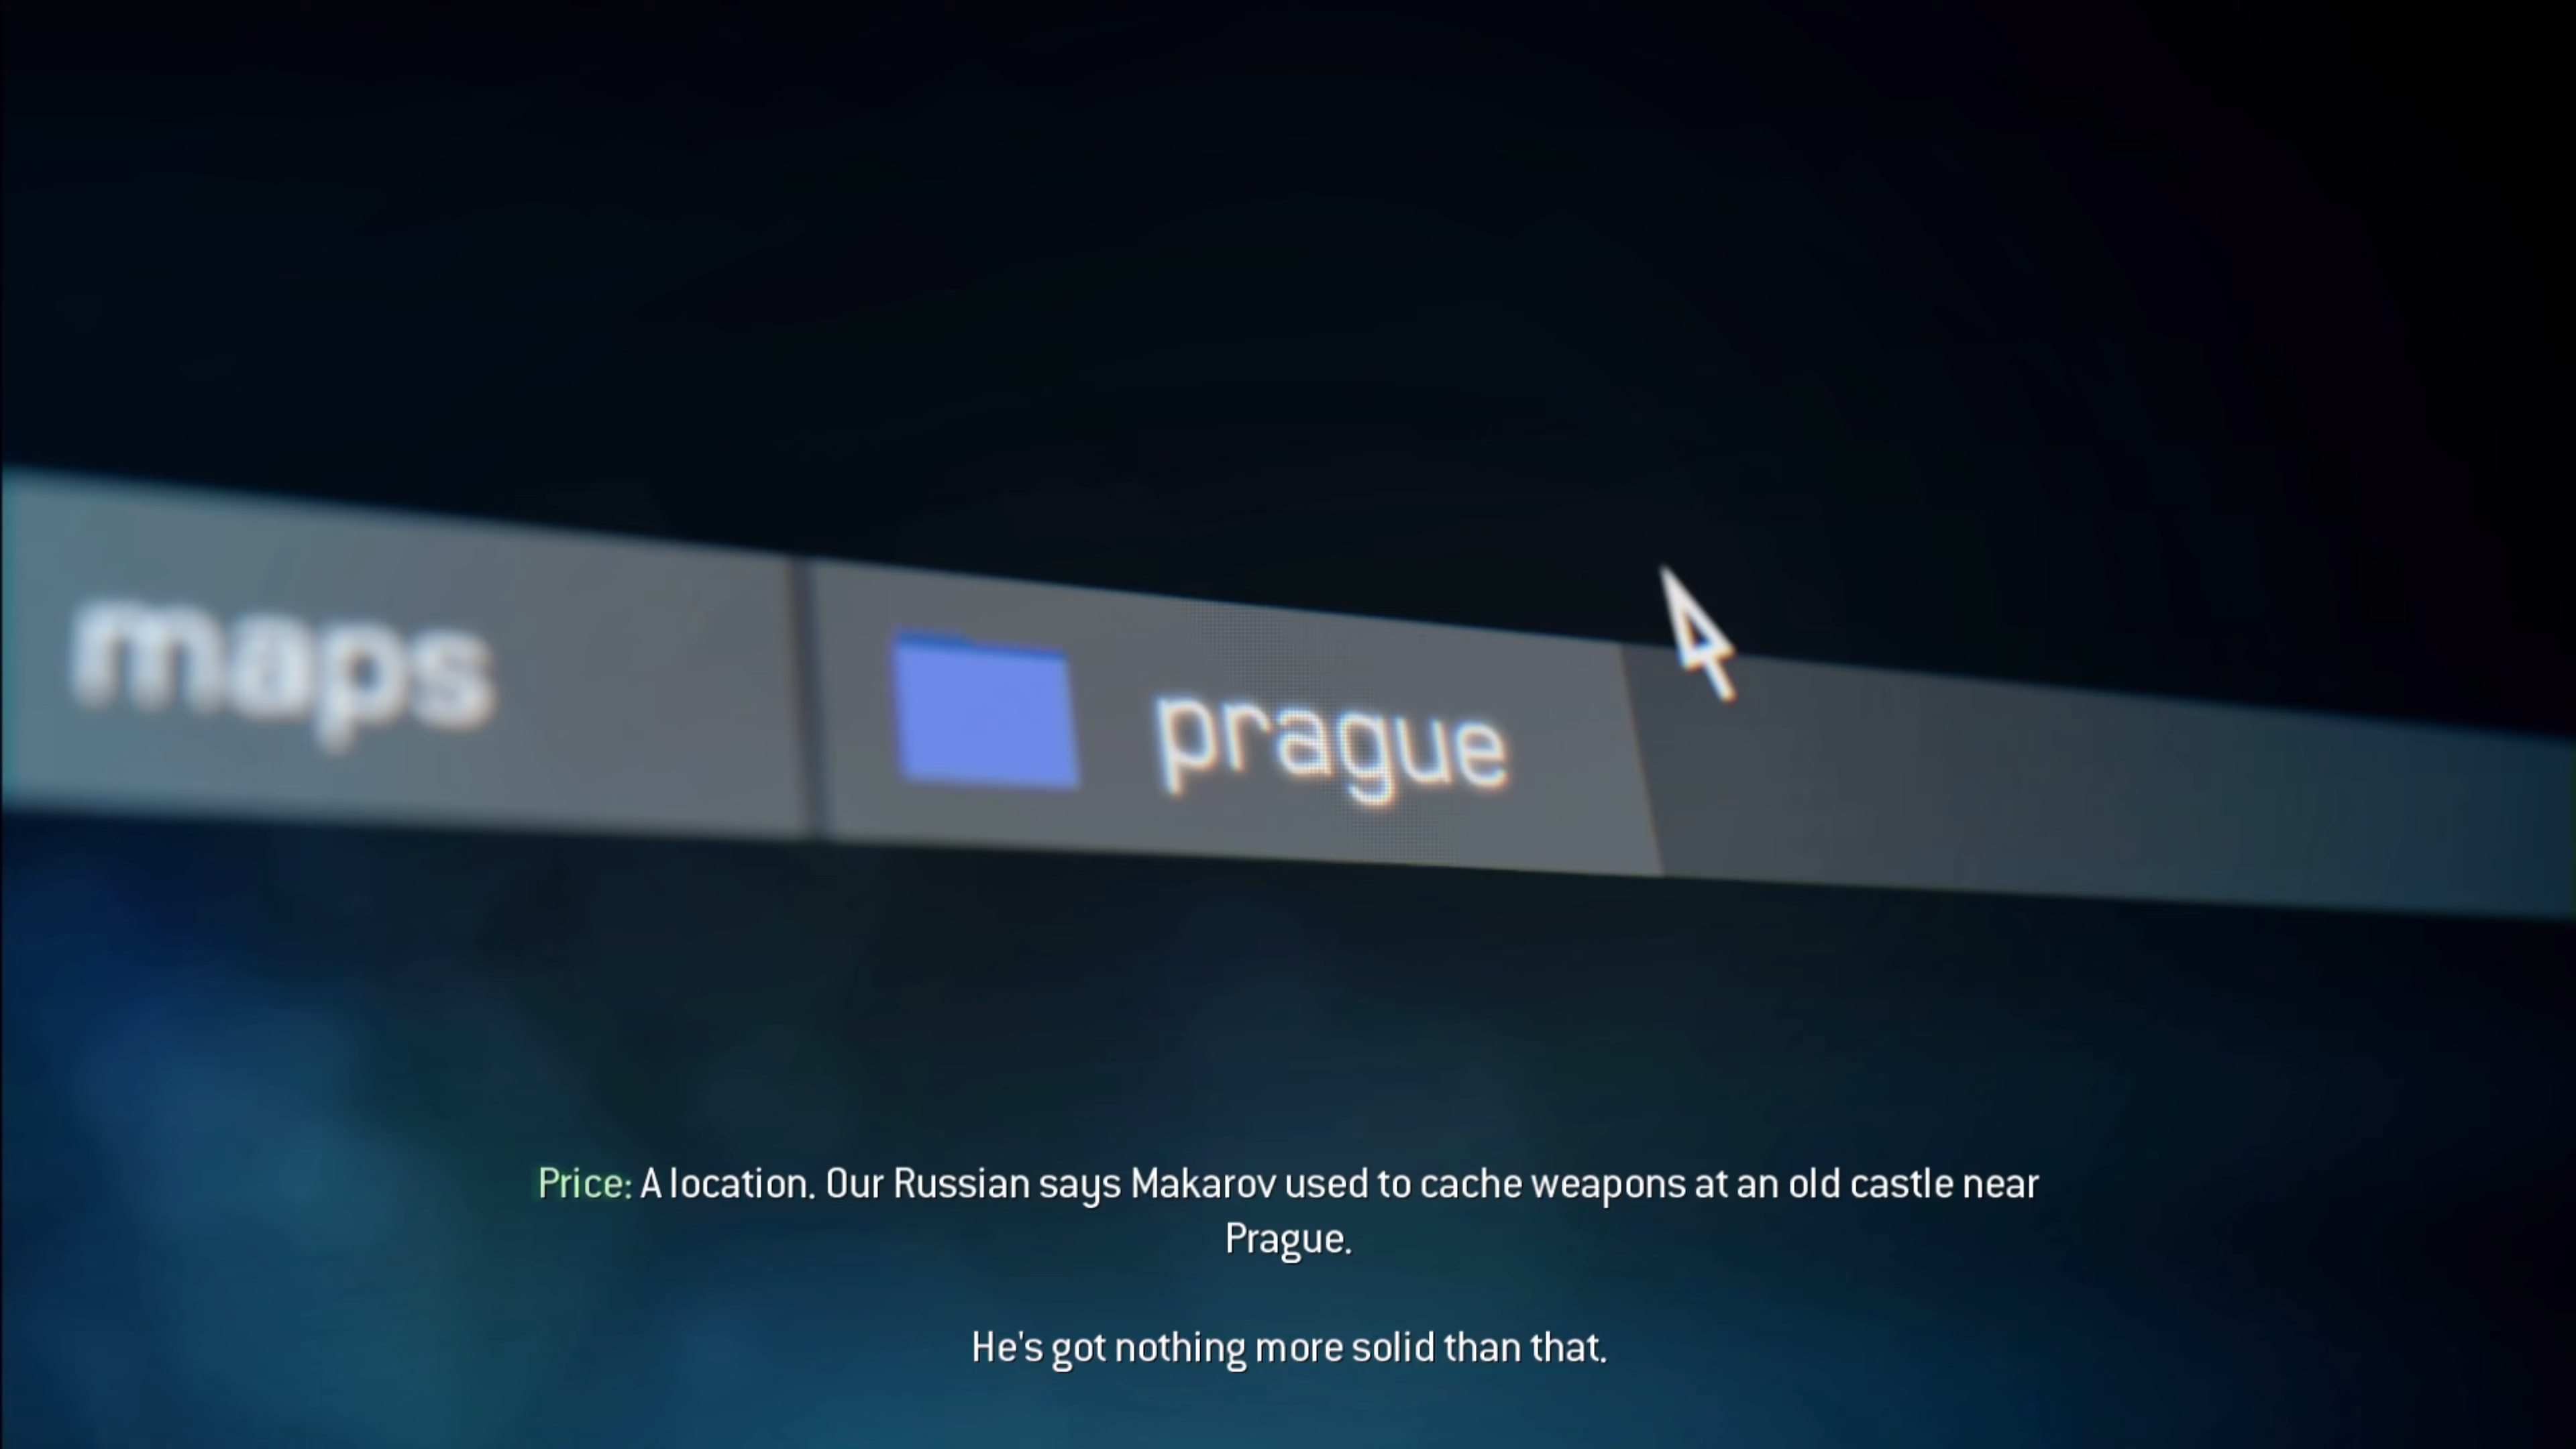 maps
prague
Price: A location. Our Russian says Makarov used to cache weapons at an old castle near
Prague.
He's got nothing more solid than that.